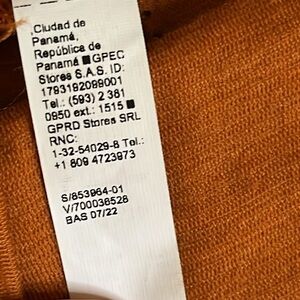 Ciudad de
Panamá,
República de
Panamá ■ GPEC
Stores S.A.S. ID:
1793192099001
Tel.: (593) 2 381
0950 ext.: 1515 ■
GPRD Stores SRL
RNC:
1-32-54029-8 Tel.:
+1 809 4723973
S/853964-01
V/700038528
BAS 07/22